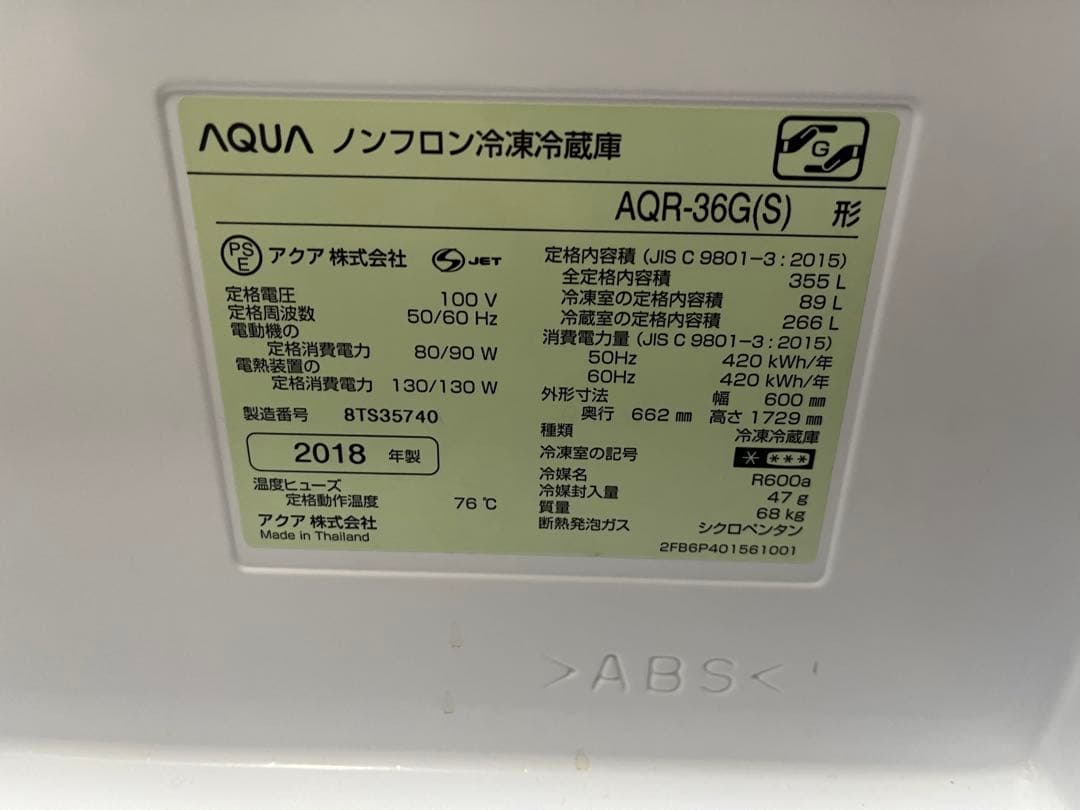 AQUA ノンフロン冷凍冷蔵庫
G
AQR-36G(S) 形
PS
E
アクア 株式会社
S JET
定格電圧 100 V
定格周波数 50/60 Hz
電動機の
定格消費電力 80/90 W
電熱装置の
定格消費電力 130/130 W
製造番号 8TS35740
2018 年製
温度ヒューズ
定格動作温度 76 ℃
アクア 株式会社
Made in Thailand
定格内容積 (JIS C 9801-3 : 2015)
全定格内容積 355 L
冷凍室の定格内容積 89 L
冷蔵室の定格内容積 266 L
消費電力量 (JIS C 9801-3 : 2015)
50Hz 420 kWh/年
60Hz 420 kWh/年
外形寸法 幅 600 ㎜
奥行 662 ㎜ 高さ 1729 ㎜
種類 冷凍冷蔵庫
冷凍室の記号 * ***
冷媒名 R600a
冷媒封入量 47 g
質量 68 kg
断熱発泡ガス シクロペンタン
2FB6P401561001
>ABS<